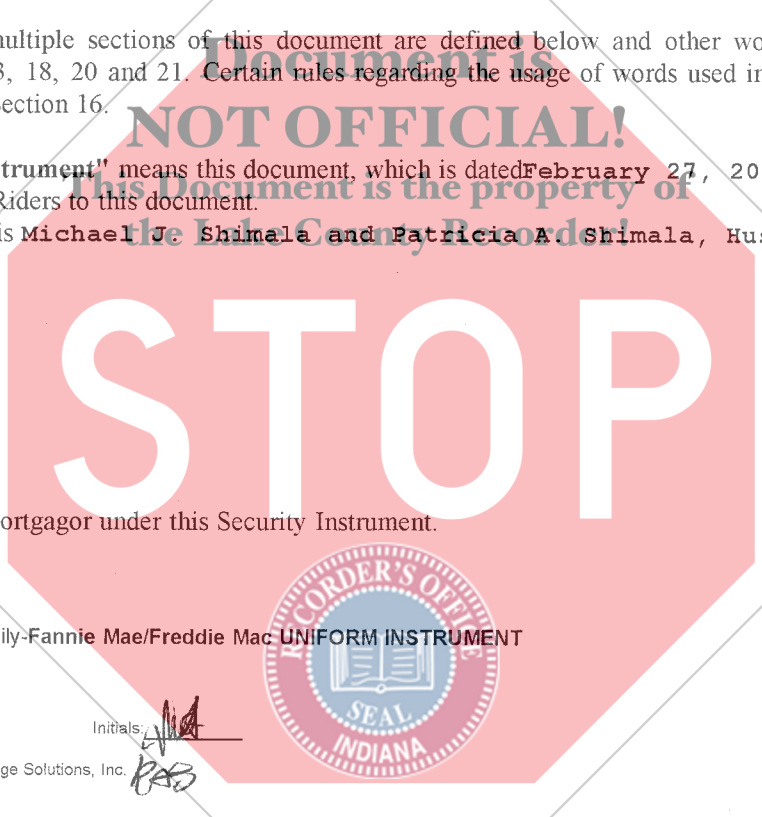 Document is
multiple sections of this document are defined below and other wo
3, 18, 20 and 21. Certain rules regarding the usage of words used in
ection 16.
NOT OFFICIAL!
trument" means this document, which is datedFebruary 27, 20
This Document is the property of
Riders to this document.
is Michael J. Shimala and Patricia A. Shimala, Hus
the Lake County Recorder!
STOP
ortgagor under this Security Instrument.
RECORDER'S OFFICE
ily-Fannie Mae/Freddie Mac UNIFORM INSTRUMENT
SEAL
INDIANA
Initials:
ge Solutions, Inc.